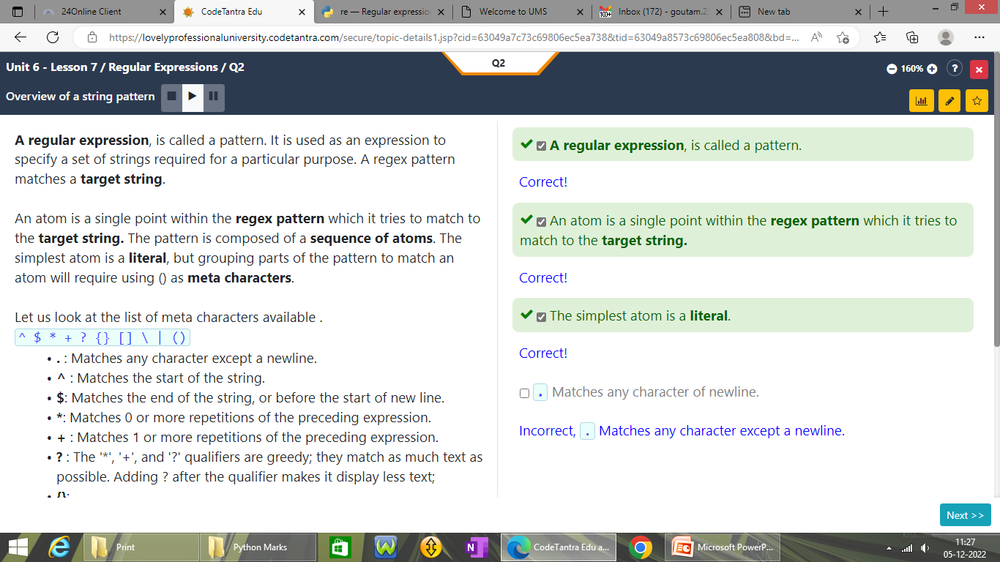 24Online Client
CodeTantra Edu
re — Regular expressio
Welcome to UMS
Inbox (172) - goutam.2
New tab
https://lovelyprofessionaluniversity.codetantra.com/secure/topic-details1.jsp?cid=63049a7c73c69806ec5ea738&tid=63049a8573c69806ec5ea808&bd=...
Unit 6 - Lesson 7 / Regular Expressions / Q2
Q2
160%
Overview of a string pattern
A regular expression, is called a pattern. It is used as an expression to
specify a set of strings required for a particular purpose. A regex pattern
matches a target string.
An atom is a single point within the regex pattern which it tries to match to
the target string. The pattern is composed of a sequence of atoms. The
simplest atom is a literal, but grouping parts of the pattern to match an
atom will require using () as meta characters.
Let us look at the list of meta characters available .
^ $ * + ? {} [] \ | ()
• . : Matches any character except a newline.
• ^ : Matches the start of the string.
• $: Matches the end of the string, or before the start of new line.
• *: Matches 0 or more repetitions of the preceding expression.
• + : Matches 1 or more repetitions of the preceding expression.
• ? : The '*', '+', and '?' qualifiers are greedy; they match as much text as
possible. Adding ? after the qualifier makes it display less text;
• {}:
A regular expression, is called a pattern.
Correct!
An atom is a single point within the regex pattern which it tries to
match to the target string.
Correct!
The simplest atom is a literal.
Correct!
. Matches any character of newline.
Incorrect, . Matches any character except a newline.
Next >>
Print
Python Marks
CodeTantra Edu a...
Microsoft PowerP...
11:27
05-12-2022